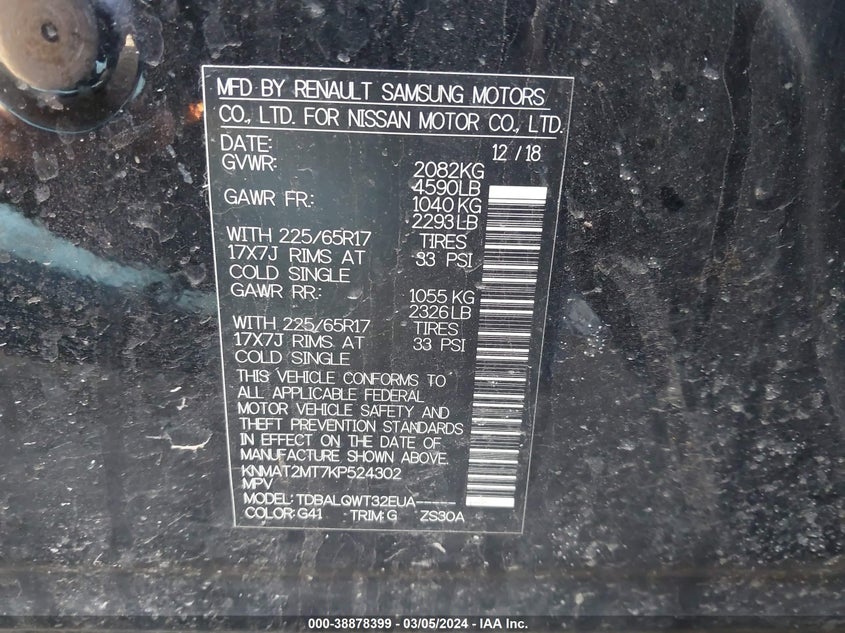 MFD BY RENAULT SAMSUNG MOTORS
CO., LTD. FOR NISSAN MOTOR CO., LTD.
DATE: 12 / 18
GVWR: 2082KG
4590LB
GAWR FR: 1040 KG
2293 LB
WITH 225/65R17 TIRES
17X7J RIMS AT 33 PSI
COLD SINGLE
GAWR RR: 1055 KG
2326 LB
WITH 225/65R17 TIRES
17X7J RIMS AT 33 PSI
COLD SINGLE
THIS VEHICLE CONFORMS TO
ALL APPLICABLE FEDERAL
MOTOR VEHICLE SAFETY AND
THEFT PREVENTION STANDARDS
IN EFFECT ON THE DATE OF
MANUFACTURE SHOWN ABOVE.
KNMAT2MT7KP524302
MPV
MODEL: TDBALQWT32EUA-----
COLOR: G41 TRIM: G ZS30A
000-38878399 - 03/05/2024 - IAA Inc.